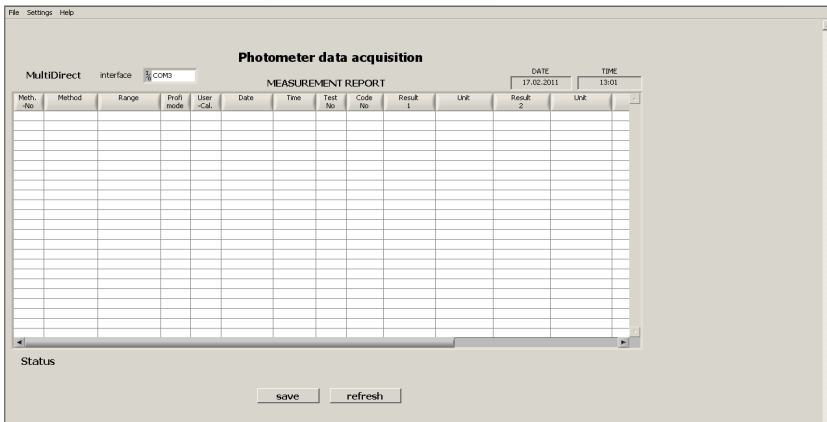 File Settings Help
Photometer data acquisition
MultiDirect interface COM3
MEASUREMENT REPORT
DATE TIME
17.02.2011 13:01
Meth. Method Range Profi User Date Time Test Code Result Unit Result Unit
-No mode -Cal. No No 1 2
Status
save refresh